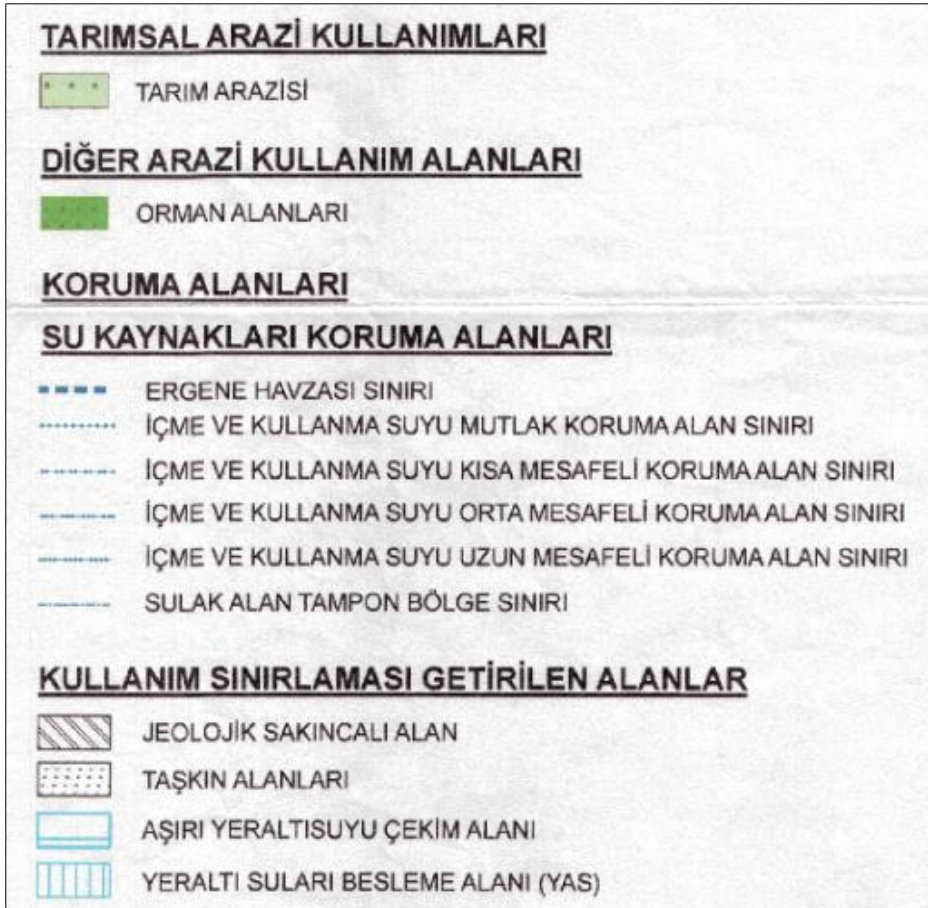 TARIMSAL ARAZİ KULLANIMLARI
TARIM ARAZİSİ
DİĞER ARAZİ KULLANIM ALANLARI
ORMAN ALANLARI
KORUMA ALANLARI
SU KAYNAKLARI KORUMA ALANLARI
ERGENE HAVZASI SINIRI
İÇME VE KULLANMA SUYU MUTLAK KORUMA ALAN SINIRI
İÇME VE KULLANMA SUYU KISA MESAFELİ KORUMA ALAN SINIRI
İÇME VE KULLANMA SUYU ORTA MESAFELİ KORUMA ALAN SINIRI
İÇME VE KULLANMA SUYU UZUN MESAFELİ KORUMA ALAN SINIRI
SULAK ALAN TAMPON BÖLGE SINIRI
KULLANIM SINIRLAMASI GETİRİLEN ALANLAR
JEOLOJİK SAKINCALI ALAN
TAŞKIN ALANLARI
AŞIRI YERALTISUYU ÇEKİM ALANI
YERALTI SULARI BESLEME ALANI (YAS)